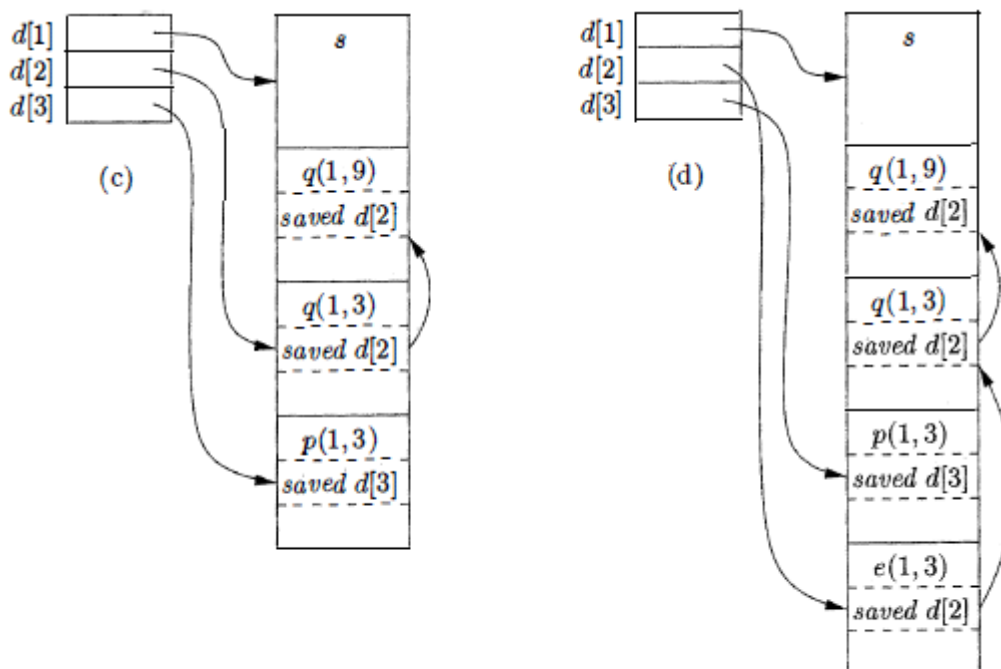 d[1]
d[2]
d[3]
(c)
s
q(1,9)
saved d[2]
q(1,3)
saved d[2]
p(1,3)
saved d[3]
d[1]
d[2]
d[3]
(d)
s
q(1,9)
saved d[2]
q(1,3)
saved d[2]
p(1,3)
saved d[3]
e(1,3)
saved d[2]